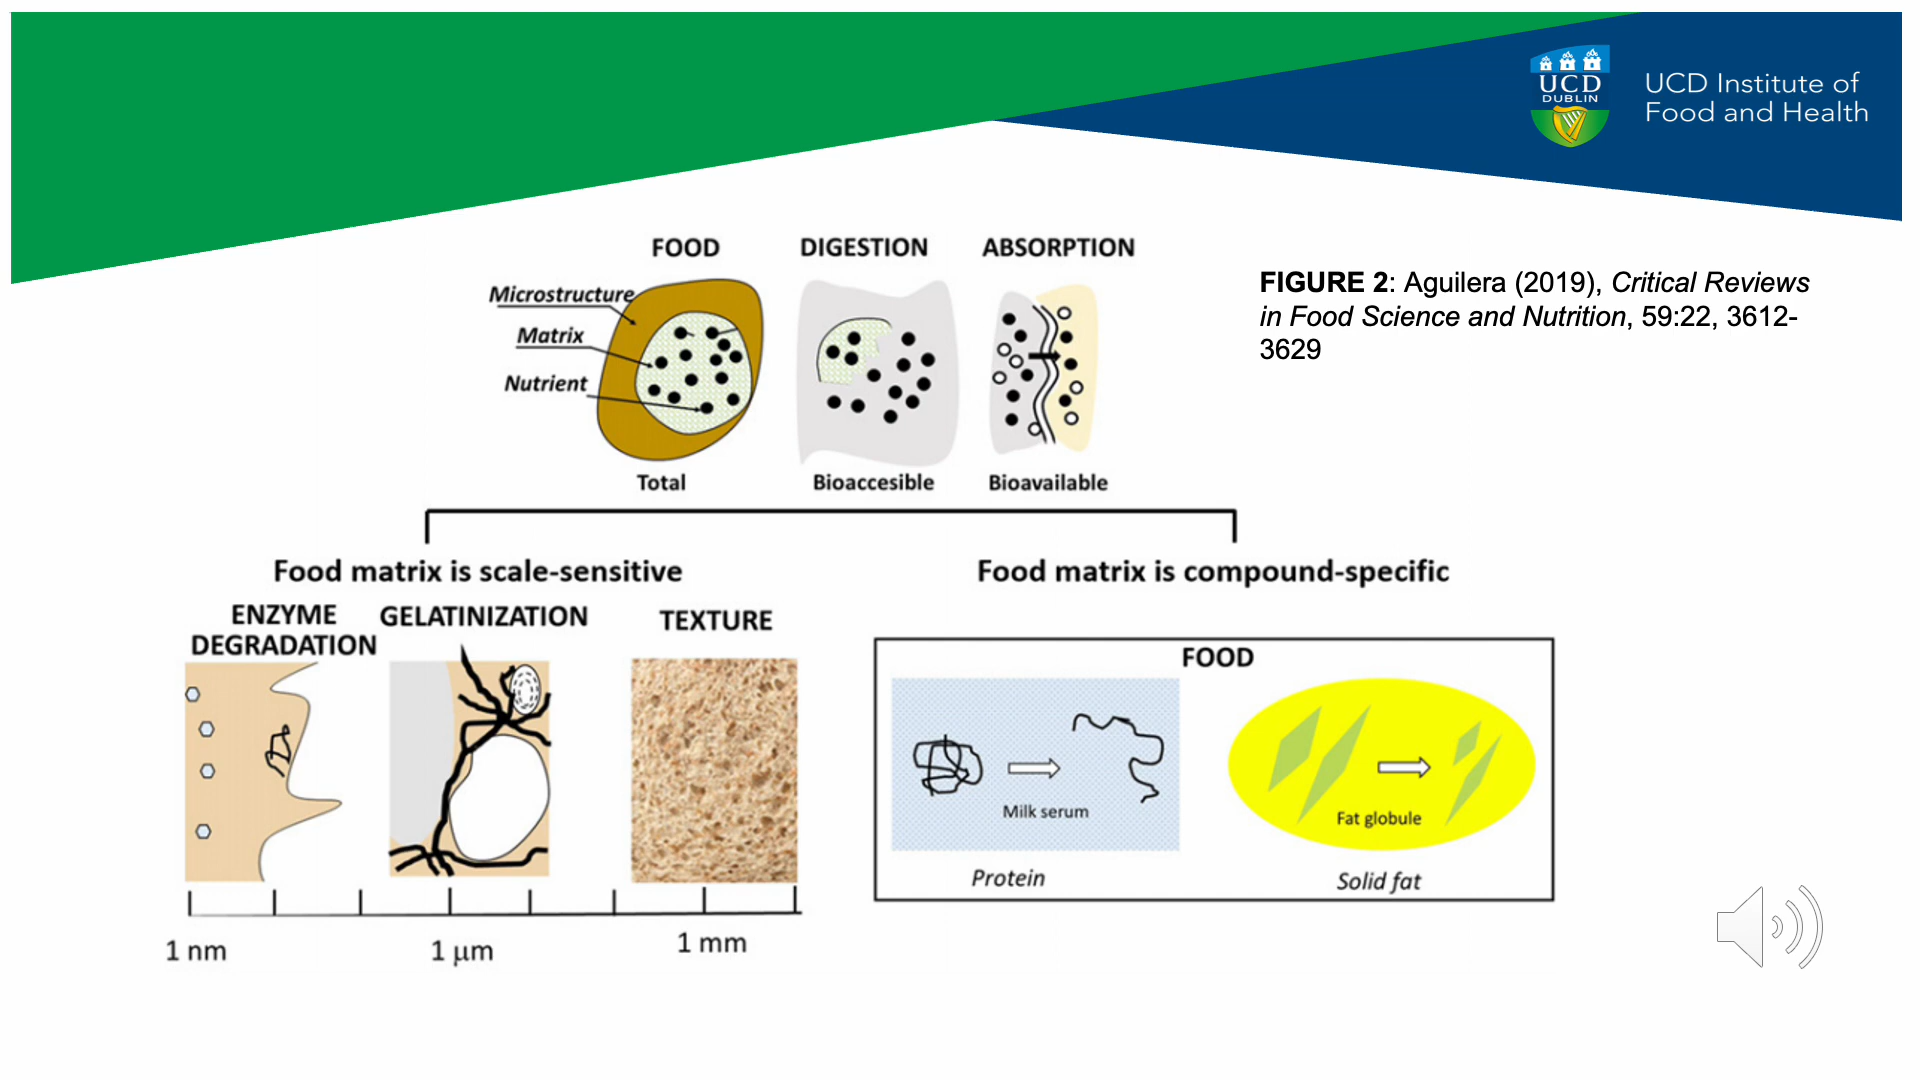 UCD
DUBLIN
UCD Institute of
Food and Health
FOOD
DIGESTION
ABSORPTION
Microstructure
Matrix
Nutrient
Total
Bioaccesible
Bioavailable
FIGURE 2: Aguilera (2019), Critical Reviews
in Food Science and Nutrition, 59:22, 3612-
3629
Food matrix is scale-sensitive
ENZYME
DEGRADATION
GELATINIZATION
TEXTURE
1 nm
1 µm
1 mm
Food matrix is compound-specific
FOOD
Milk serum
Protein
Fat globule
Solid fat